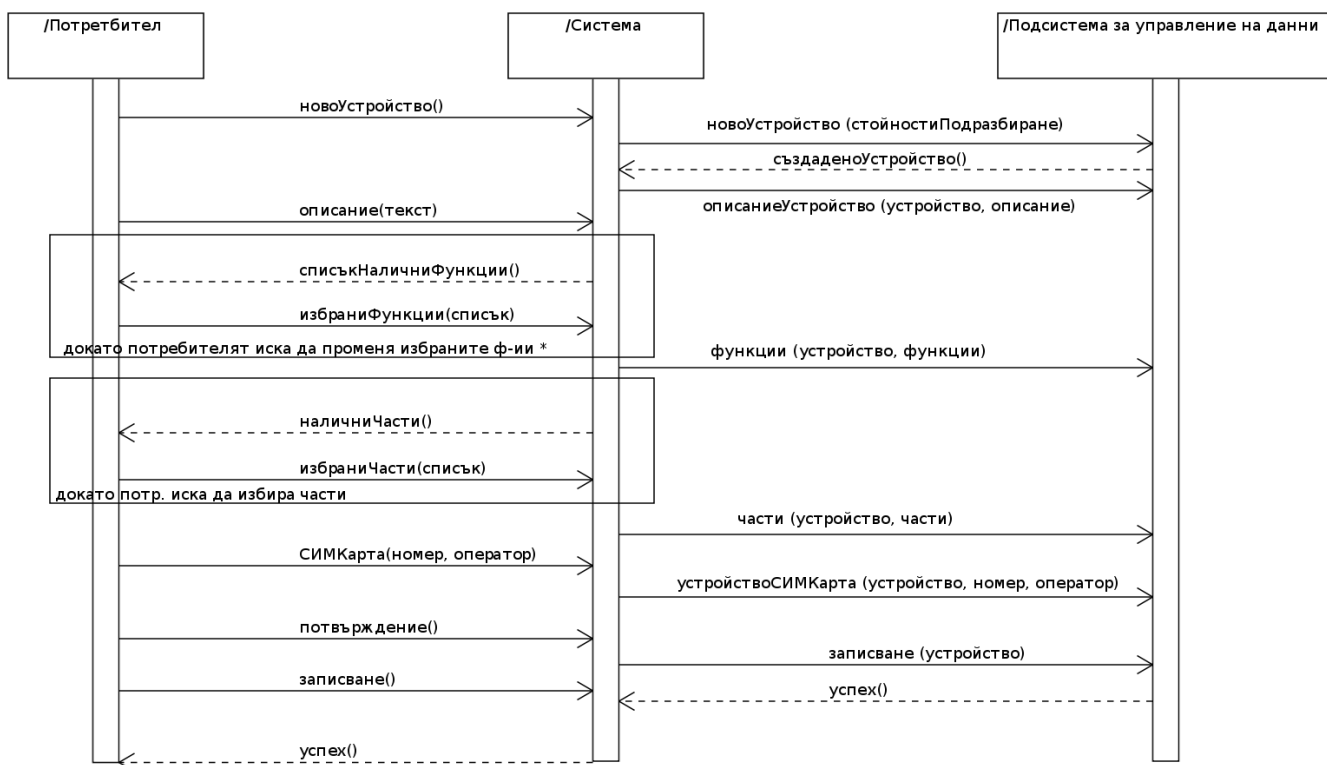 /Потретбител
/Система
/Подсистема за управление на данни
новоУстройство()
новоУстройство (стойностиПодразбиране)
създаденоУстройство()
описание(текст)
описаниеУстройство (устройство, описание)
списъкНаличниФункции()
избраниФункции(списък)
докато потребителят иска да променя избраните ф-ии *
функции (устройство, функции)
наличниЧасти()
избраниЧасти(списък)
докато потр. иска да избира части
части (устройство, части)
СИМКарта(номер, оператор)
устройствоСИМКарта (устройство, номер, оператор)
потвърждение()
записване (устройство)
записване()
успех()
успех()